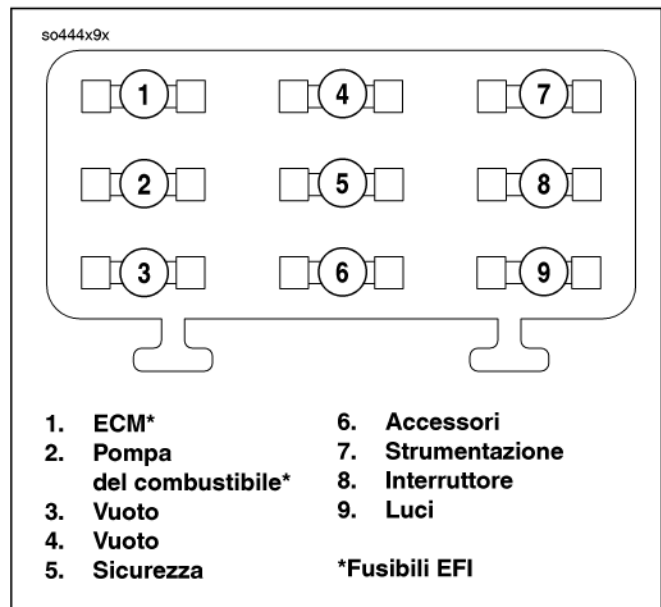 so444x9x
1 4 7
2 5 8
3 6 9
1. ECM*
2. Pompa
del combustibile*
3. Vuoto
4. Vuoto
5. Sicurezza
6. Accessori
7. Strumentazione
8. Interruttore
9. Luci
*Fusibili EFI